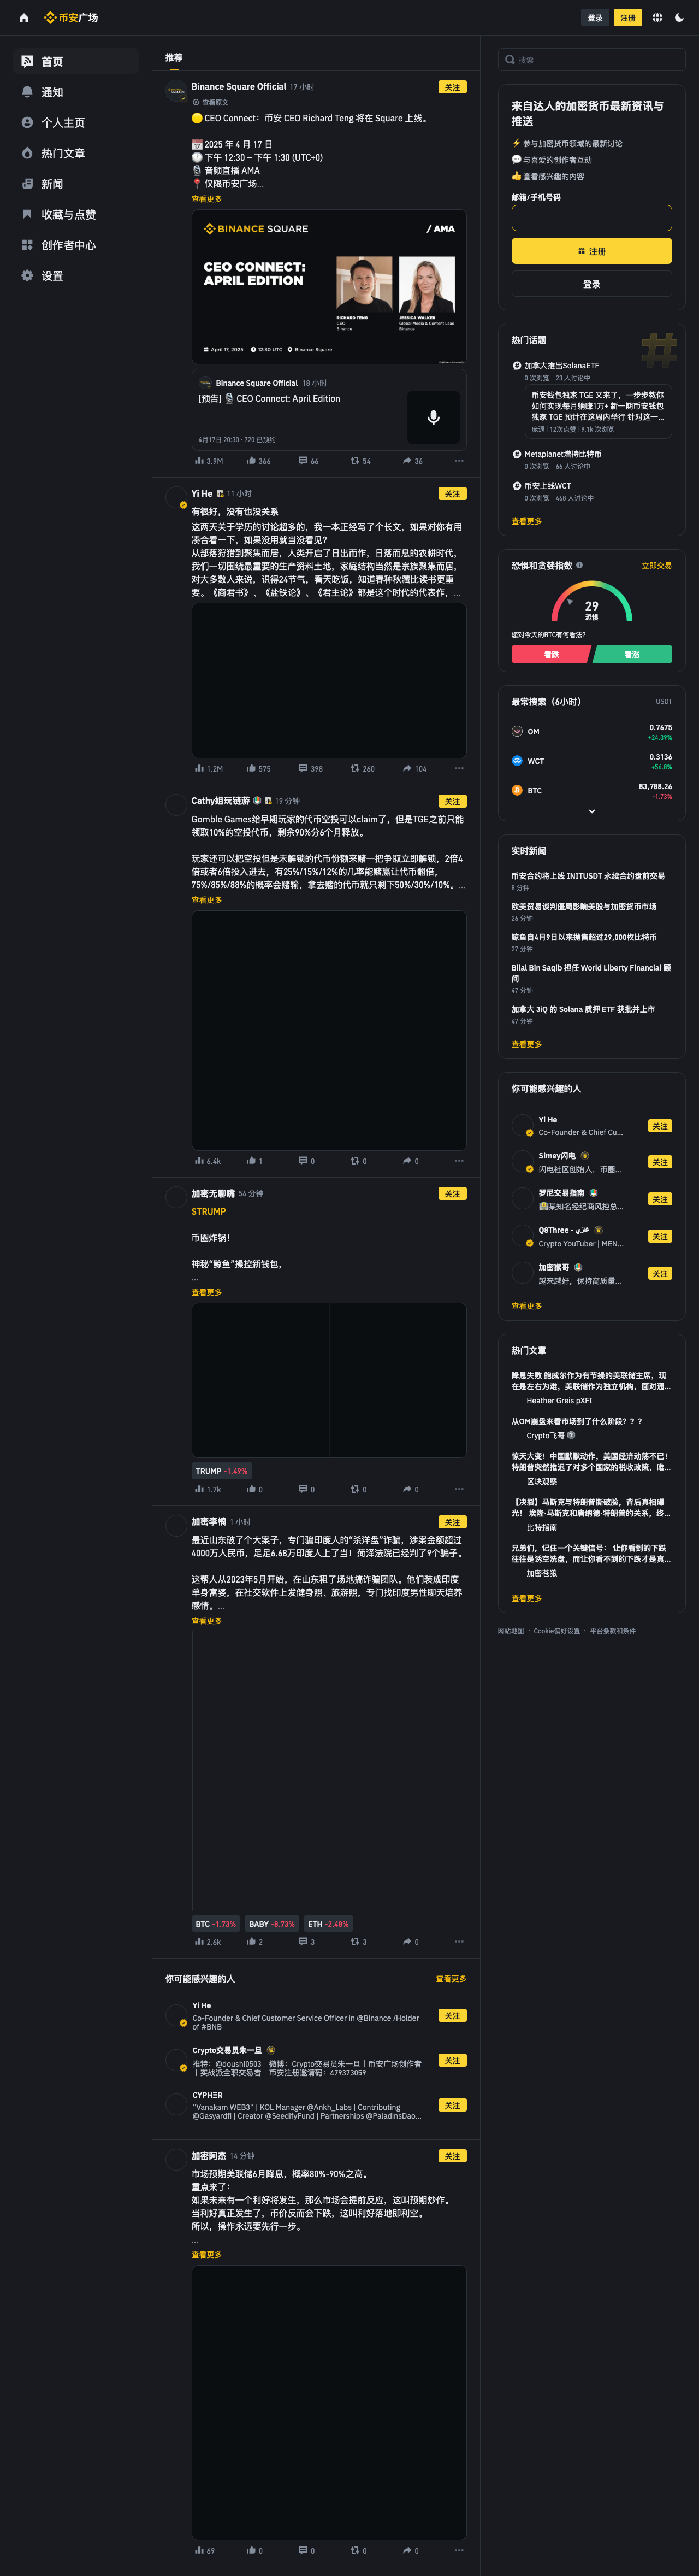 币安广场
登录
注册
首页
通知
个人主页
热门文章
新闻
收藏与点赞
创作者中心
设置
推荐
Binance Square Official 17 小时
关注
查看原文
CEO Connect：币安 CEO Richard Teng 将在 Square 上线。
2025 年 4 月 17 日
下午 12:30 – 下午 1:30 (UTC+0)
音频直播 AMA
仅限币安广场...
查看更多
BINANCE SQUARE
/ AMA
CEO CONNECT:
APRIL EDITION
RICHARD TENG
CEO
Binance
JESSICA WALKER
Global Media & Content Lead
Binance
April 17, 2025
12:30 UTC
Binance Square
Binance Square Official 18 小时
[预告] CEO Connect: April Edition
4月17日 20:30 · 720 已预约
3.9M 366 66 54 36
Yi He 11 小时
关注
有很好，没有也没关系
这两天关于学历的讨论超多的，我一本正经写了个长文，如果对你有用
凑合看一下，如果没用就当没看见？
从部落狩猎到聚集而居，人类开启了日出而作，日落而息的农耕时代，
我们一切围绕最重要的生产资料土地，家庭结构当然是宗族聚集而居，
对大多数人来说，识得24节气，看天吃饭，知道春种秋藏比读书更重
要。《商君书》、《盐铁论》、《君主论》都是这个时代的代表作，...
1.2M 575 398 260 104
Cathy姐玩链游 19 分钟
关注
Gomble Games给早期玩家的代币空投可以claim了，但是TGE之前只能
领取10%的空投代币，剩余90%分6个月释放。
玩家还可以把空投但是未解锁的代币份额来赌一把争取立即解锁，2倍4
倍或者6倍投入进去，有25%/15%/12%的几率能赌赢让代币翻倍，
75%/85%/88%的概率会赌输，拿去赌的代币就只剩下50%/30%/10%。...
查看更多
6.4k 1 0 0 0
加密无聊嘴 54 分钟
关注
$TRUMP
币圈炸锅！
神秘“鲸鱼”操控新钱包，
...
查看更多
TRUMP -1.49%
1.7k 0 0 0 0
加密李楠 1 小时
关注
最近山东破了个大案子，专门骗印度人的“杀洋盘”诈骗，涉案金额超过
4000万人民币，足足6.68万印度人上了当！菏泽法院已经判了9个骗子。
这帮人从2023年5月开始，在山东租了场地搞诈骗团队。他们装成印度
单身富婆，在社交软件上发健身照、旅游照，专门找印度男性聊天培养
感情。...
查看更多
BTC -1.73% BABY -8.73% ETH -2.48%
2.6k 2 3 3 0
你可能感兴趣的人
查看更多
Yi He
Co-Founder & Chief Customer Service Officer in @Binance /Holder
of #BNB
关注
Crypto交易员朱一旦
推特：@doushi0503｜微博：Crypto交易员朱一旦｜币安广场创作者
｜实战派全职交易者｜币安注册邀请码：479373059
关注
CYPHΞR
“Vanakam WEB3” | KOL Manager @Ankh_Labs | Contributing
@Gasyardfi | Creator @SeedifyFund | Partnerships @PaladinsDao...
关注
加密阿杰 14 分钟
关注
市场预期美联储6月降息，概率80%-90%之高。
重点来了：
如果未来有一个利好将发生，那么市场会提前反应，这叫预期炒作。
当利好真正发生了，币价反而会下跌，这叫利好落地即利空。
所以，操作永远要先行一步。
...
查看更多
69 0 0 0 0
搜索
来自达人的加密货币最新资讯与
推送
参与加密货币领域的最新讨论
与喜爱的创作者互动
查看感兴趣的内容
邮箱/手机号码
注册
登录
热门话题
加拿大推出SolanaETF
0 次浏览 23 人讨论中
币安钱包独家 TGE 又来了，一步步教你
如何实现每月躺赚1万+ 新一期币安钱包
独家 TGE 预计在这周内举行 针对这一...
庞通 12次点赞 9.1k 次浏览
Metaplanet增持比特币
0 次浏览 66 人讨论中
币安上线WCT
0 次浏览 468 人讨论中
查看更多
恐惧和贪婪指数
立即交易
29
恐惧
您对今天的BTC有何看法？
看跌
看涨
最常搜索（6小时）
USDT
OM
0.7675
+24.39%
WCT
0.3136
+56.8%
BTC
83,788.26
-1.73%
实时新闻
币安合约将上线 INITUSDT 永续合约盘前交易
8 分钟
欧美贸易谈判僵局影响美股与加密货币市场
26 分钟
鲸鱼自4月9日以来抛售超过29,000枚比特币
27 分钟
Bilal Bin Saqib 担任 World Liberty Financial 顾
问
47 分钟
加拿大 3iQ 的 Solana 质押 ETF 获批并上市
47 分钟
查看更多
你可能感兴趣的人
Yi He
Co-Founder & Chief Cu...
关注
Simey闪电
闪电社区创始人，币圈...
关注
罗尼交易指南
某知名经纪商风控总...
关注
Q8Three - غازي
Crypto YouTuber | MEN...
关注
加密猴哥
越来越好，保持高质量...
关注
查看更多
热门文章
降息失败 鲍威尔作为有节操的美联储主席，现
在是左右为难，美联储作为独立机构，面对通...
Heather Greis pXFI
从OM崩盘来看市场到了什么阶段？？？
Crypto飞哥
惊天大变！中国默默动作，美国经济动荡不已！
特朗普突然推迟了对多个国家的税收政策，唯...
区块观察
【决裂】马斯克与特朗普撕破脸，背后真相曝
光！ 埃隆·马斯克和唐纳德·特朗普的关系，终...
比特指南
兄弟们，记住一个关键信号： 让你看到的下跌
往往是诱空洗盘，而让你看不到的下跌才是真...
加密苍狼
查看更多
网站地图 · Cookie偏好设置 · 平台条款和条件